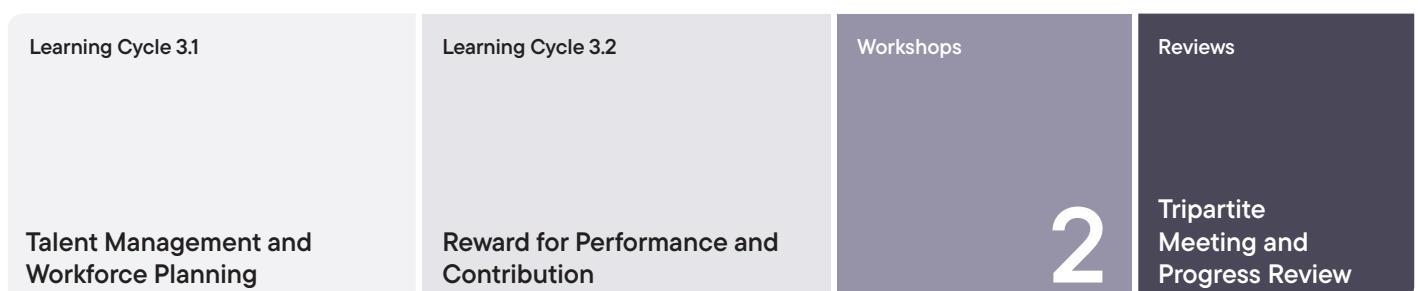 Learning Cycle 3.1
Talent Management and
Workforce Planning
Learning Cycle 3.2
Reward for Performance and
Contribution
Workshops
2
Reviews
Tripartite
Meeting and
Progress Review